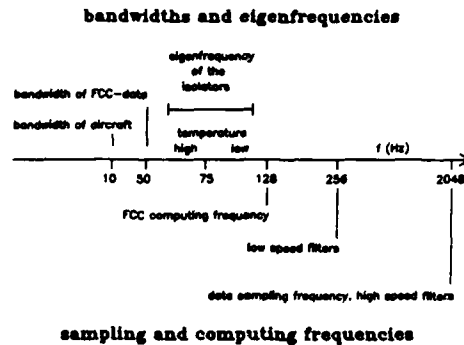 bandwidths and eigenfrequencies
eigenfrequency
of the
isolators
bandwidth of FCC-data
bandwidth of aircraft
temperature
high low
f (Hz)
10 50 75 128 256 2048
FCC computing frequency
low speed filters
data sampling frequency, high speed filters
sampling and computing frequencies